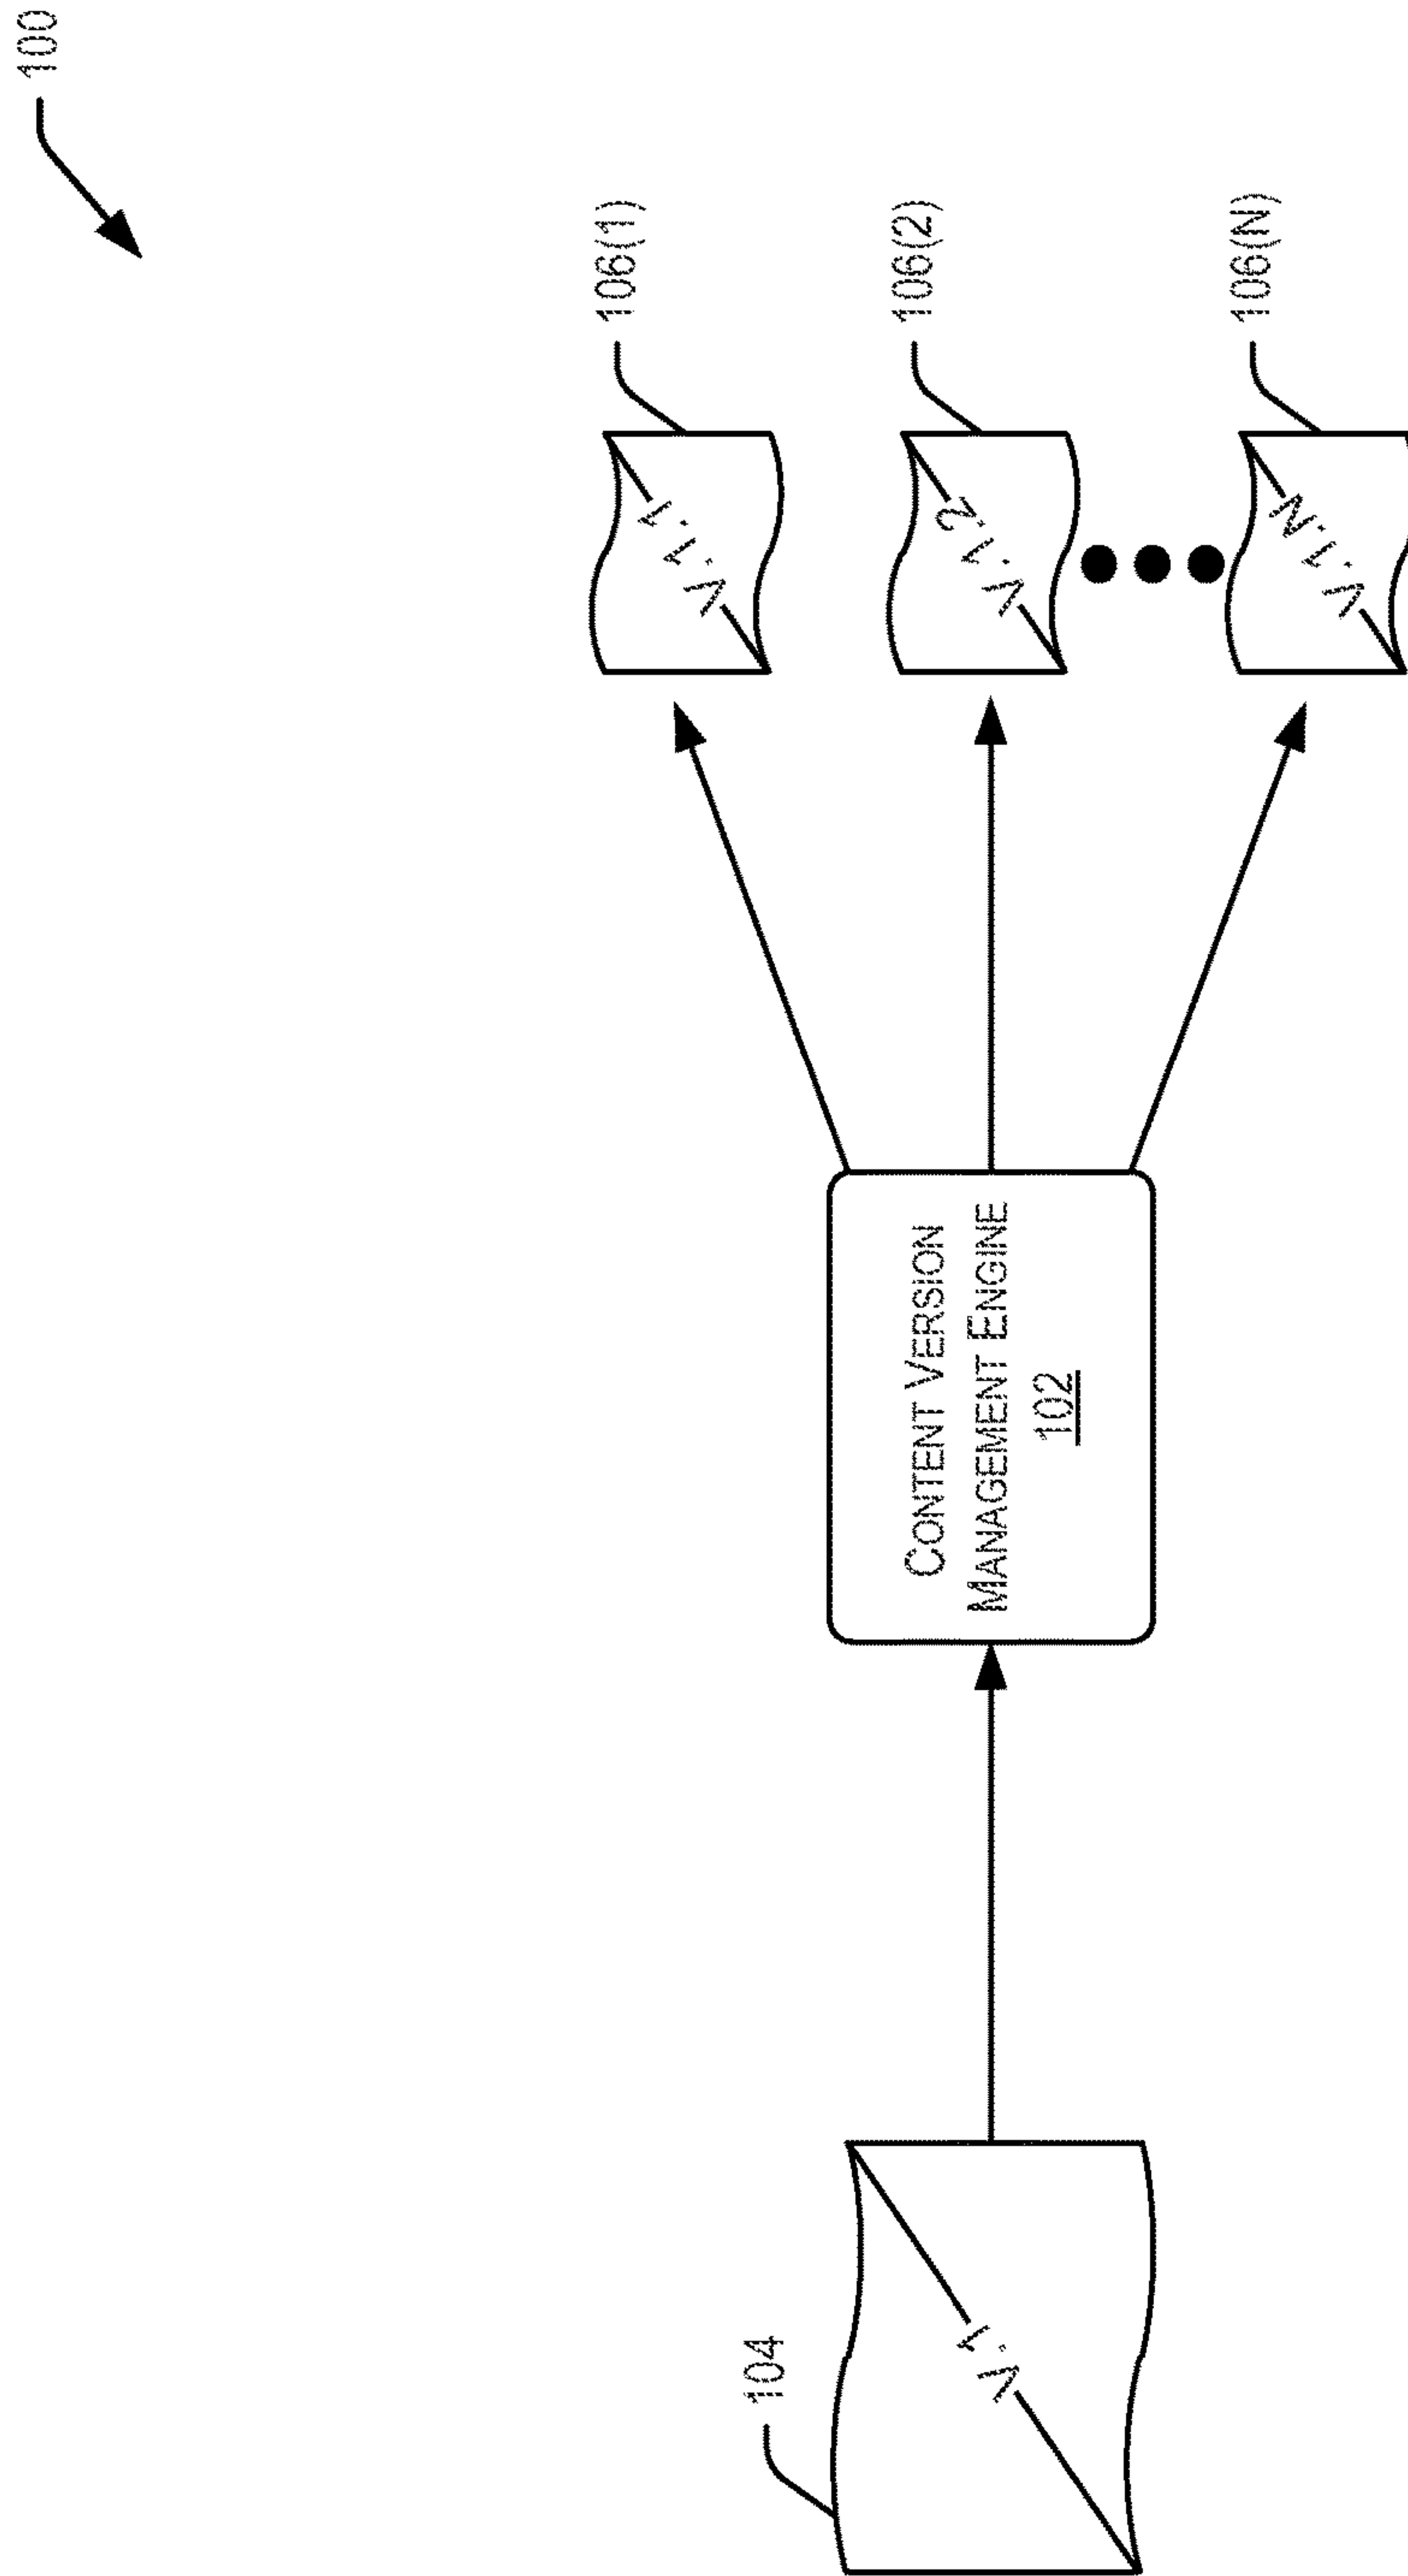 100
106(1)
V.1.1
106(2)
V.1.2
106(N)
V.1.N
CONTENT VERSION
MANAGEMENT ENGINE
102
104
V.1